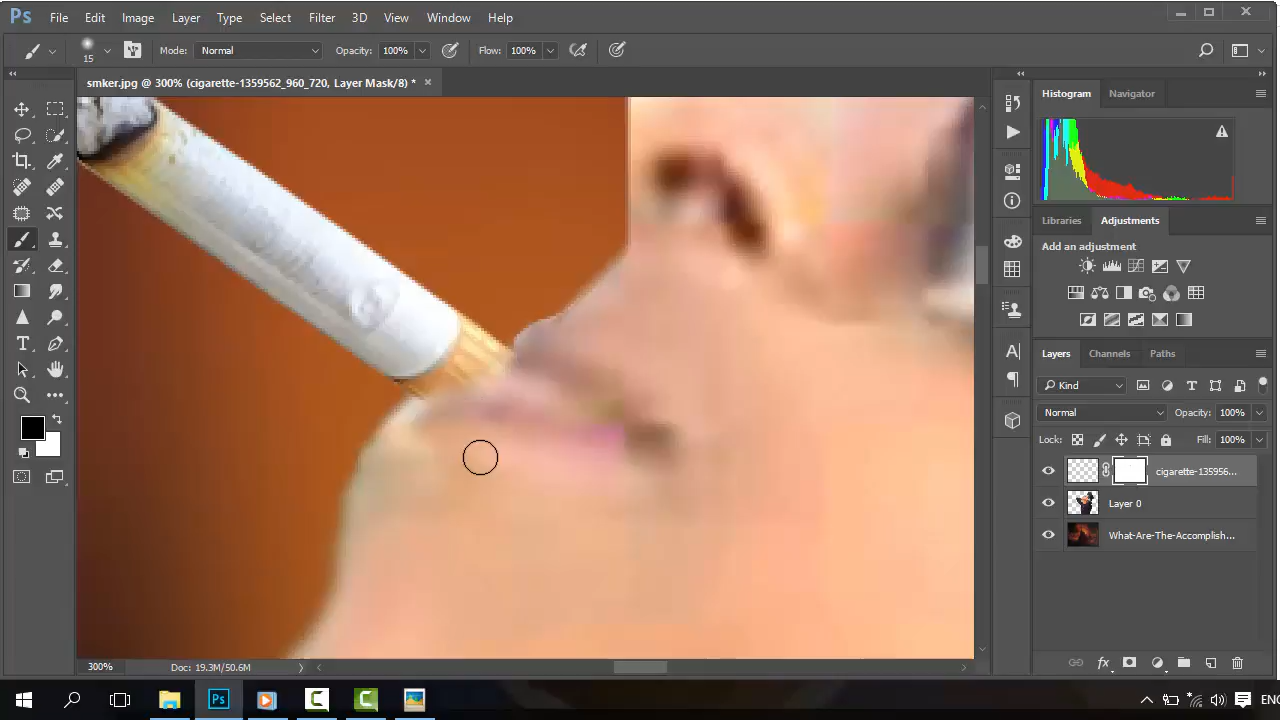 Ps File Edit Image Layer Type Select Filter 3D View Window Help
15 Mode: Normal Opacity: 100% Flow: 100%
smker.jpg @ 300% (cigarette-1359562_960_720, Layer Mask/8) *
Histogram Navigator
Libraries Adjustments
Add an adjustment
Layers Channels Paths
Kind
Normal Opacity: 100%
Lock: Fill: 100%
cigarette-135956...
Layer 0
What-Are-The-Accomplish...
300% Doc: 19.3M/50.6M
Ps ENG